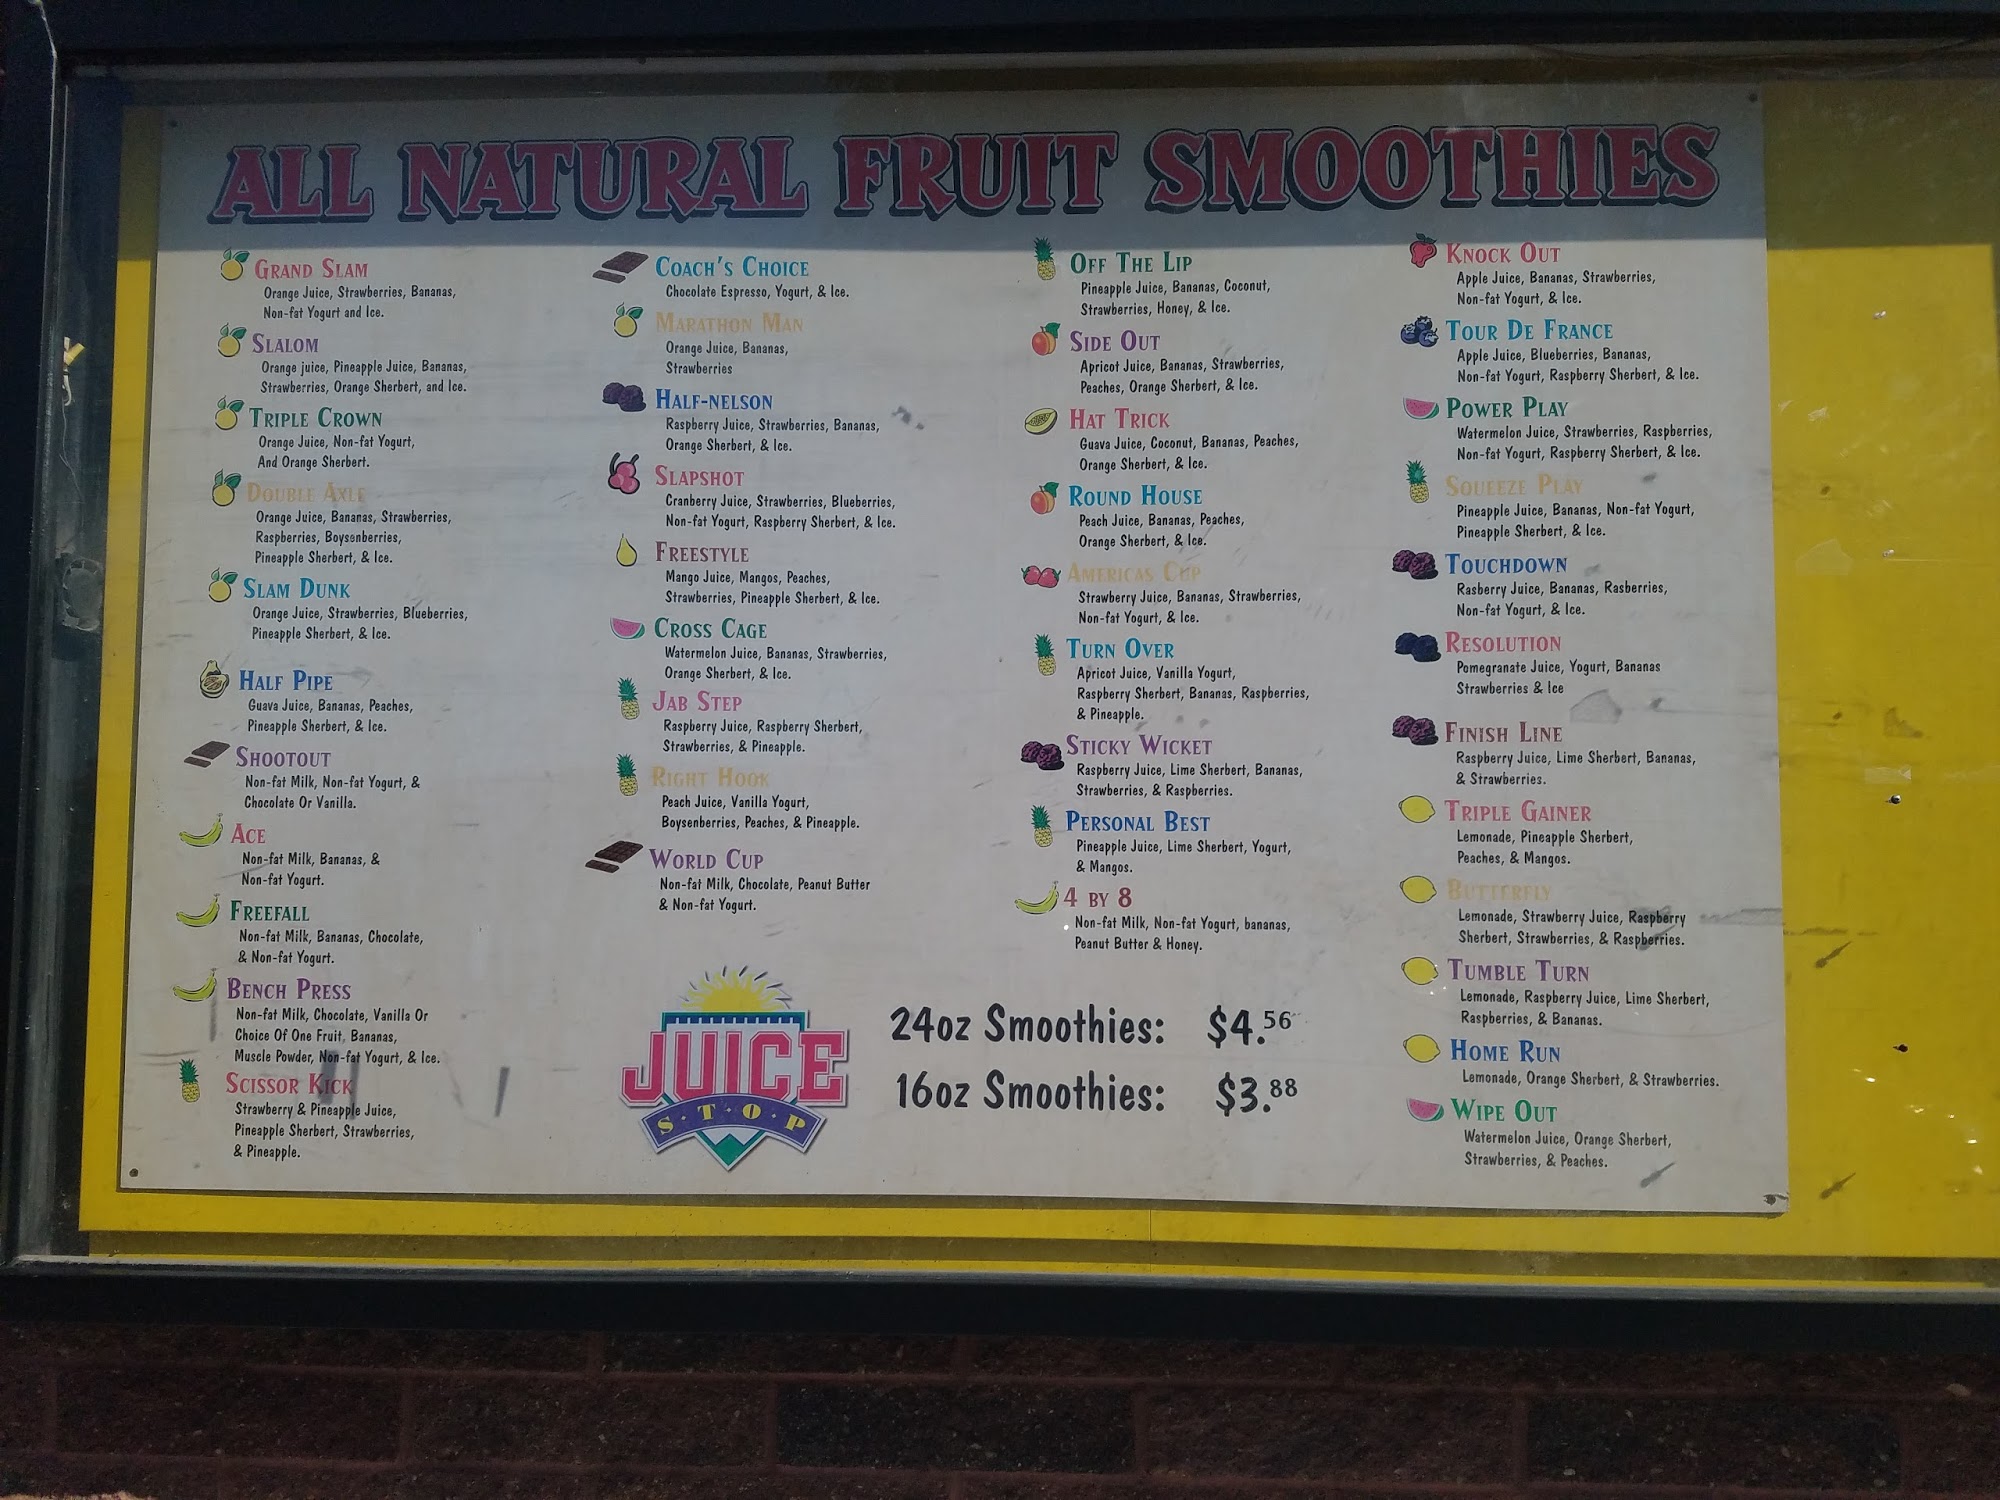 ALL NATURAL FRUIT SMOOTHIES
GRAND SLAM
Orange Juice, Strawberries, Bananas,
Non-fat Yogurt and Ice.
SLALOM
Orange juice, Pineapple Juice, Bananas,
Strawberries, Orange Sherbert, and Ice.
TRIPLE CROWN
Orange Juice, Non-fat Yogurt,
And Orange Sherbert.
DOUBLE AXLE
Orange Juice, Bananas, Strawberries,
Raspberries, Boysenberries,
Pineapple Sherbert, & Ice.
SLAM DUNK
Orange Juice, Strawberries, Blueberries,
Pineapple Sherbert, & Ice.
HALF PIPE
Guava Juice, Bananas, Peaches,
Pineapple Sherbert, & Ice.
SHOOTOUT
Non-fat Milk, Non-fat Yogurt, &
Chocolate Or Vanilla.
ACE
Non-fat Milk, Bananas, &
Non-fat Yogurt.
FREEFALL
Non-fat Milk, Bananas, Chocolate,
& Non-fat Yogurt.
BENCH PRESS
Non-fat Milk, Chocolate, Vanilla Or
Choice Of One Fruit, Bananas,
Muscle Powder, Non-fat Yogurt, & Ice.
SCISSOR KICK
Strawberry & Pineapple Juice,
Pineapple Sherbert, Strawberries,
& Pineapple.
COACH'S CHOICE
Chocolate Espresso, Yogurt, & Ice.
MARATHON MAN
Orange Juice, Bananas,
Strawberries
HALF-NELSON
Raspberry Juice, Strawberries, Bananas,
Orange Sherbert, & Ice.
SLAPSHOT
Cranberry Juice, Strawberries, Blueberries,
Non-fat Yogurt, Raspberry Sherbert, & Ice.
FREESTYLE
Mango Juice, Mangos, Peaches,
Strawberries, Pineapple Sherbert, & Ice.
CROSS CAGE
Watermelon Juice, Bananas, Strawberries,
Orange Sherbert, & Ice.
JAB STEP
Raspberry Juice, Raspberry Sherbert,
Strawberries, & Pineapple.
RIGHT HOOK
Peach Juice, Vanilla Yogurt,
Boysenberries, Peaches, & Pineapple.
WORLD CUP
Non-fat Milk, Chocolate, Peanut Butter
& Non-fat Yogurt.
OFF THE LIP
Pineapple Juice, Bananas, Coconut,
Strawberries, Honey, & Ice.
SIDE OUT
Apricot Juice, Bananas, Strawberries,
Peaches, Orange Sherbert, & Ice.
HAT TRICK
Guava Juice, Coconut, Bananas, Peaches,
Orange Sherbert, & Ice.
ROUND HOUSE
Peach Juice, Bananas, Peaches,
Orange Sherbert, & Ice.
AMERICAS CUP
Strawberry Juice, Bananas, Strawberries,
Non-fat Yogurt, & Ice.
TURN OVER
Apricot Juice, Vanilla Yogurt,
Raspberry Sherbert, Bananas, Raspberries,
& Pineapple.
STICKY WICKET
Raspberry Juice, Lime Sherbert, Bananas,
Strawberries, & Raspberries.
PERSONAL BEST
Pineapple Juice, Lime Sherbert, Yogurt,
& Mangos.
4 BY 8
Non-fat Milk, Non-fat Yogurt, bananas,
Peanut Butter & Honey.
KNOCK OUT
Apple Juice, Bananas, Strawberries,
Non-fat Yogurt, & Ice.
TOUR DE FRANCE
Apple Juice, Blueberries, Bananas,
Non-fat Yogurt, Raspberry Sherbert, & Ice.
POWER PLAY
Watermelon Juice, Strawberries, Raspberries,
Non-fat Yogurt, Raspberry Sherbert, & Ice.
SQUEEZE PLAY
Pineapple Juice, Bananas, Non-fat Yogurt,
Pineapple Sherbert, & Ice.
TOUCHDOWN
Rasberry Juice, Bananas, Rasberries,
Non-fat Yogurt, & Ice.
RESOLUTION
Pomegranate Juice, Yogurt, Bananas
Strawberries & Ice
FINISH LINE
Raspberry Juice, Lime Sherbert, Bananas,
& Strawberries.
TRIPLE GAINER
Lemonade, Pineapple Sherbert,
Peaches, & Mangos.
BUTTERFLY
Lemonade, Strawberry Juice, Raspberry
Sherbert, Strawberries, & Raspberries.
TUMBLE TURN
Lemonade, Raspberry Juice, Lime Sherbert,
Raspberries, & Bananas.
HOME RUN
Lemonade, Orange Sherbert, & Strawberries.
WIPE OUT
Watermelon Juice, Orange Sherbert,
Strawberries, & Peaches.
JUICE
S·T·O·P
24oz Smoothies: $4.56
16oz Smoothies: $3.88